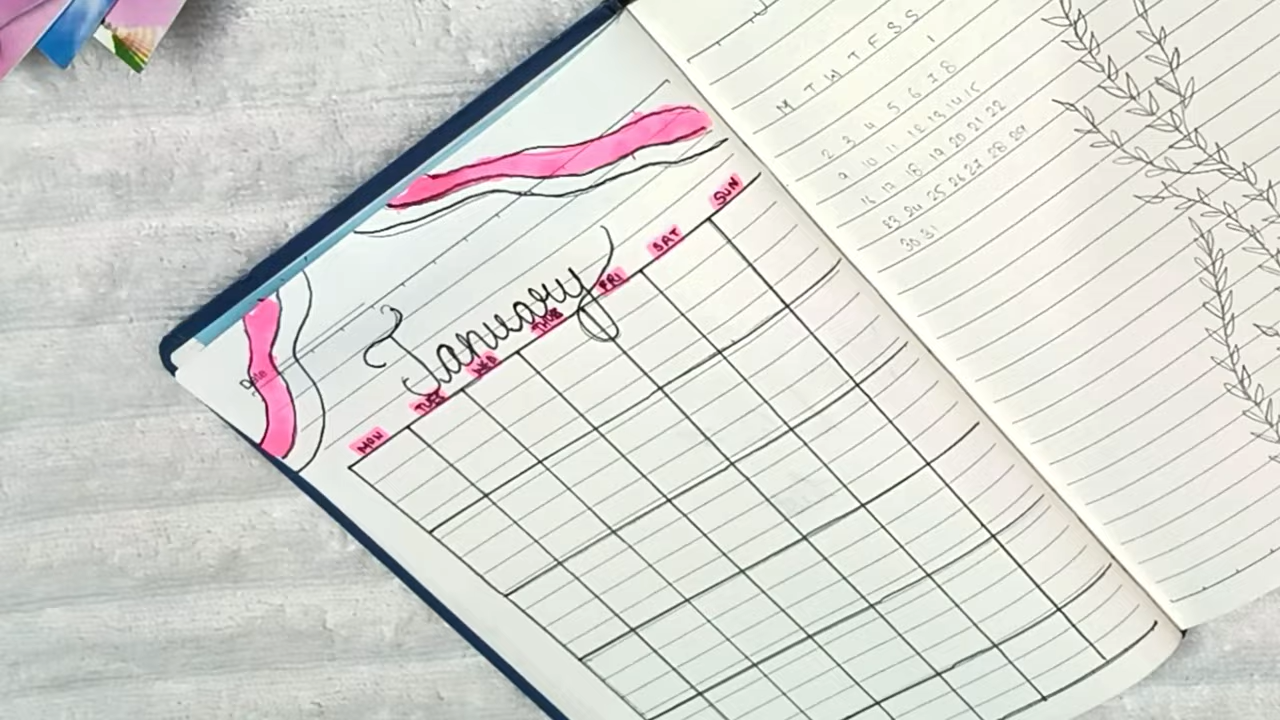 Date
January
MON TUES WED THUR FRI SAT SUN
M T W T F S S
1
2 3 4 5 6 7 8
9 10 11 12 13 14 15
16 17 18 19 20 21 22
23 24 25 26 27 28 29
30 31